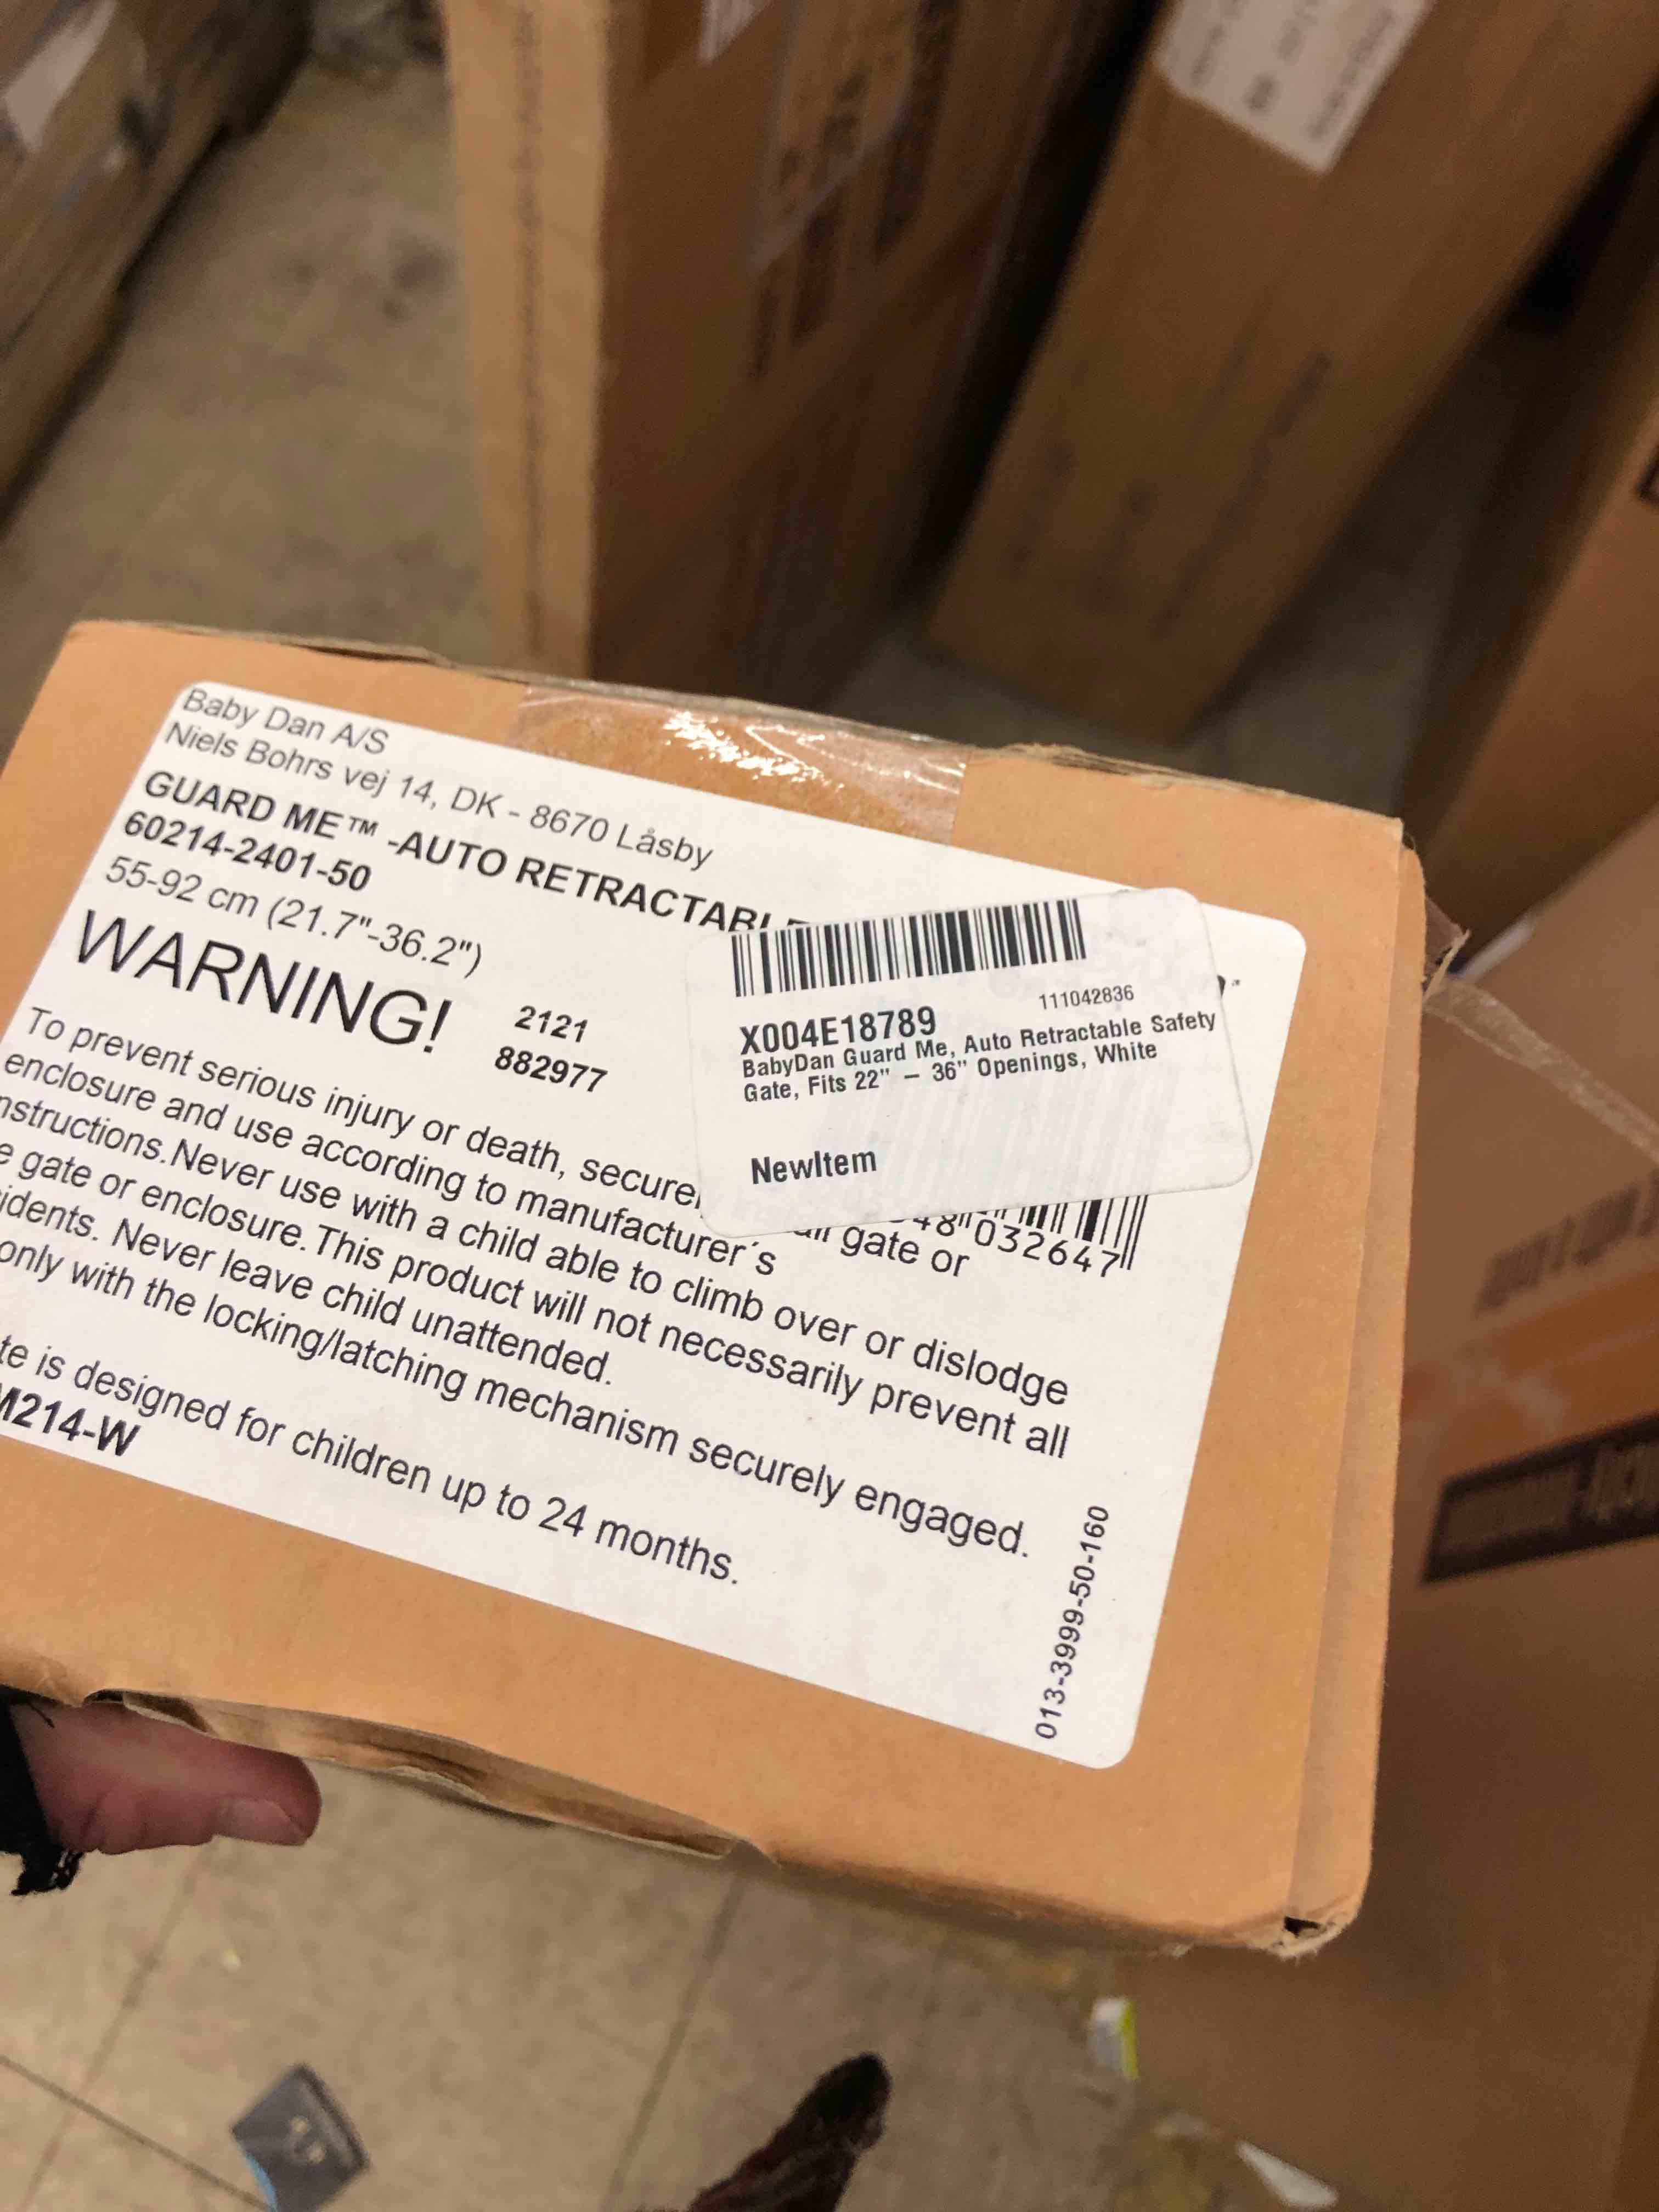 Baby Dan A/S
Niels Bohrs vej 14, DK - 8670 Låsby
GUARD ME™ -AUTO RETRACTABLE
60214-2401-50
55-92 cm (21.7"-36.2")
WARNING!
2121
882977
To prevent serious injury or death, secure
gate or
enclosure and use according to manufacturer´s
instructions.Never use with a child able to climb over or dislodge
gate or enclosure.This product will not necessarily prevent all
Never leave child unattended.
only with the locking/latching mechanism securely engaged.
is designed for children up to 24 months.
M214-W
013-3999-50-160
48 032647
111042836
X004E18789
BabyDan Guard Me, Auto Retractable Safety
Gate, Fits 22" – 36" Openings, White
NewItem